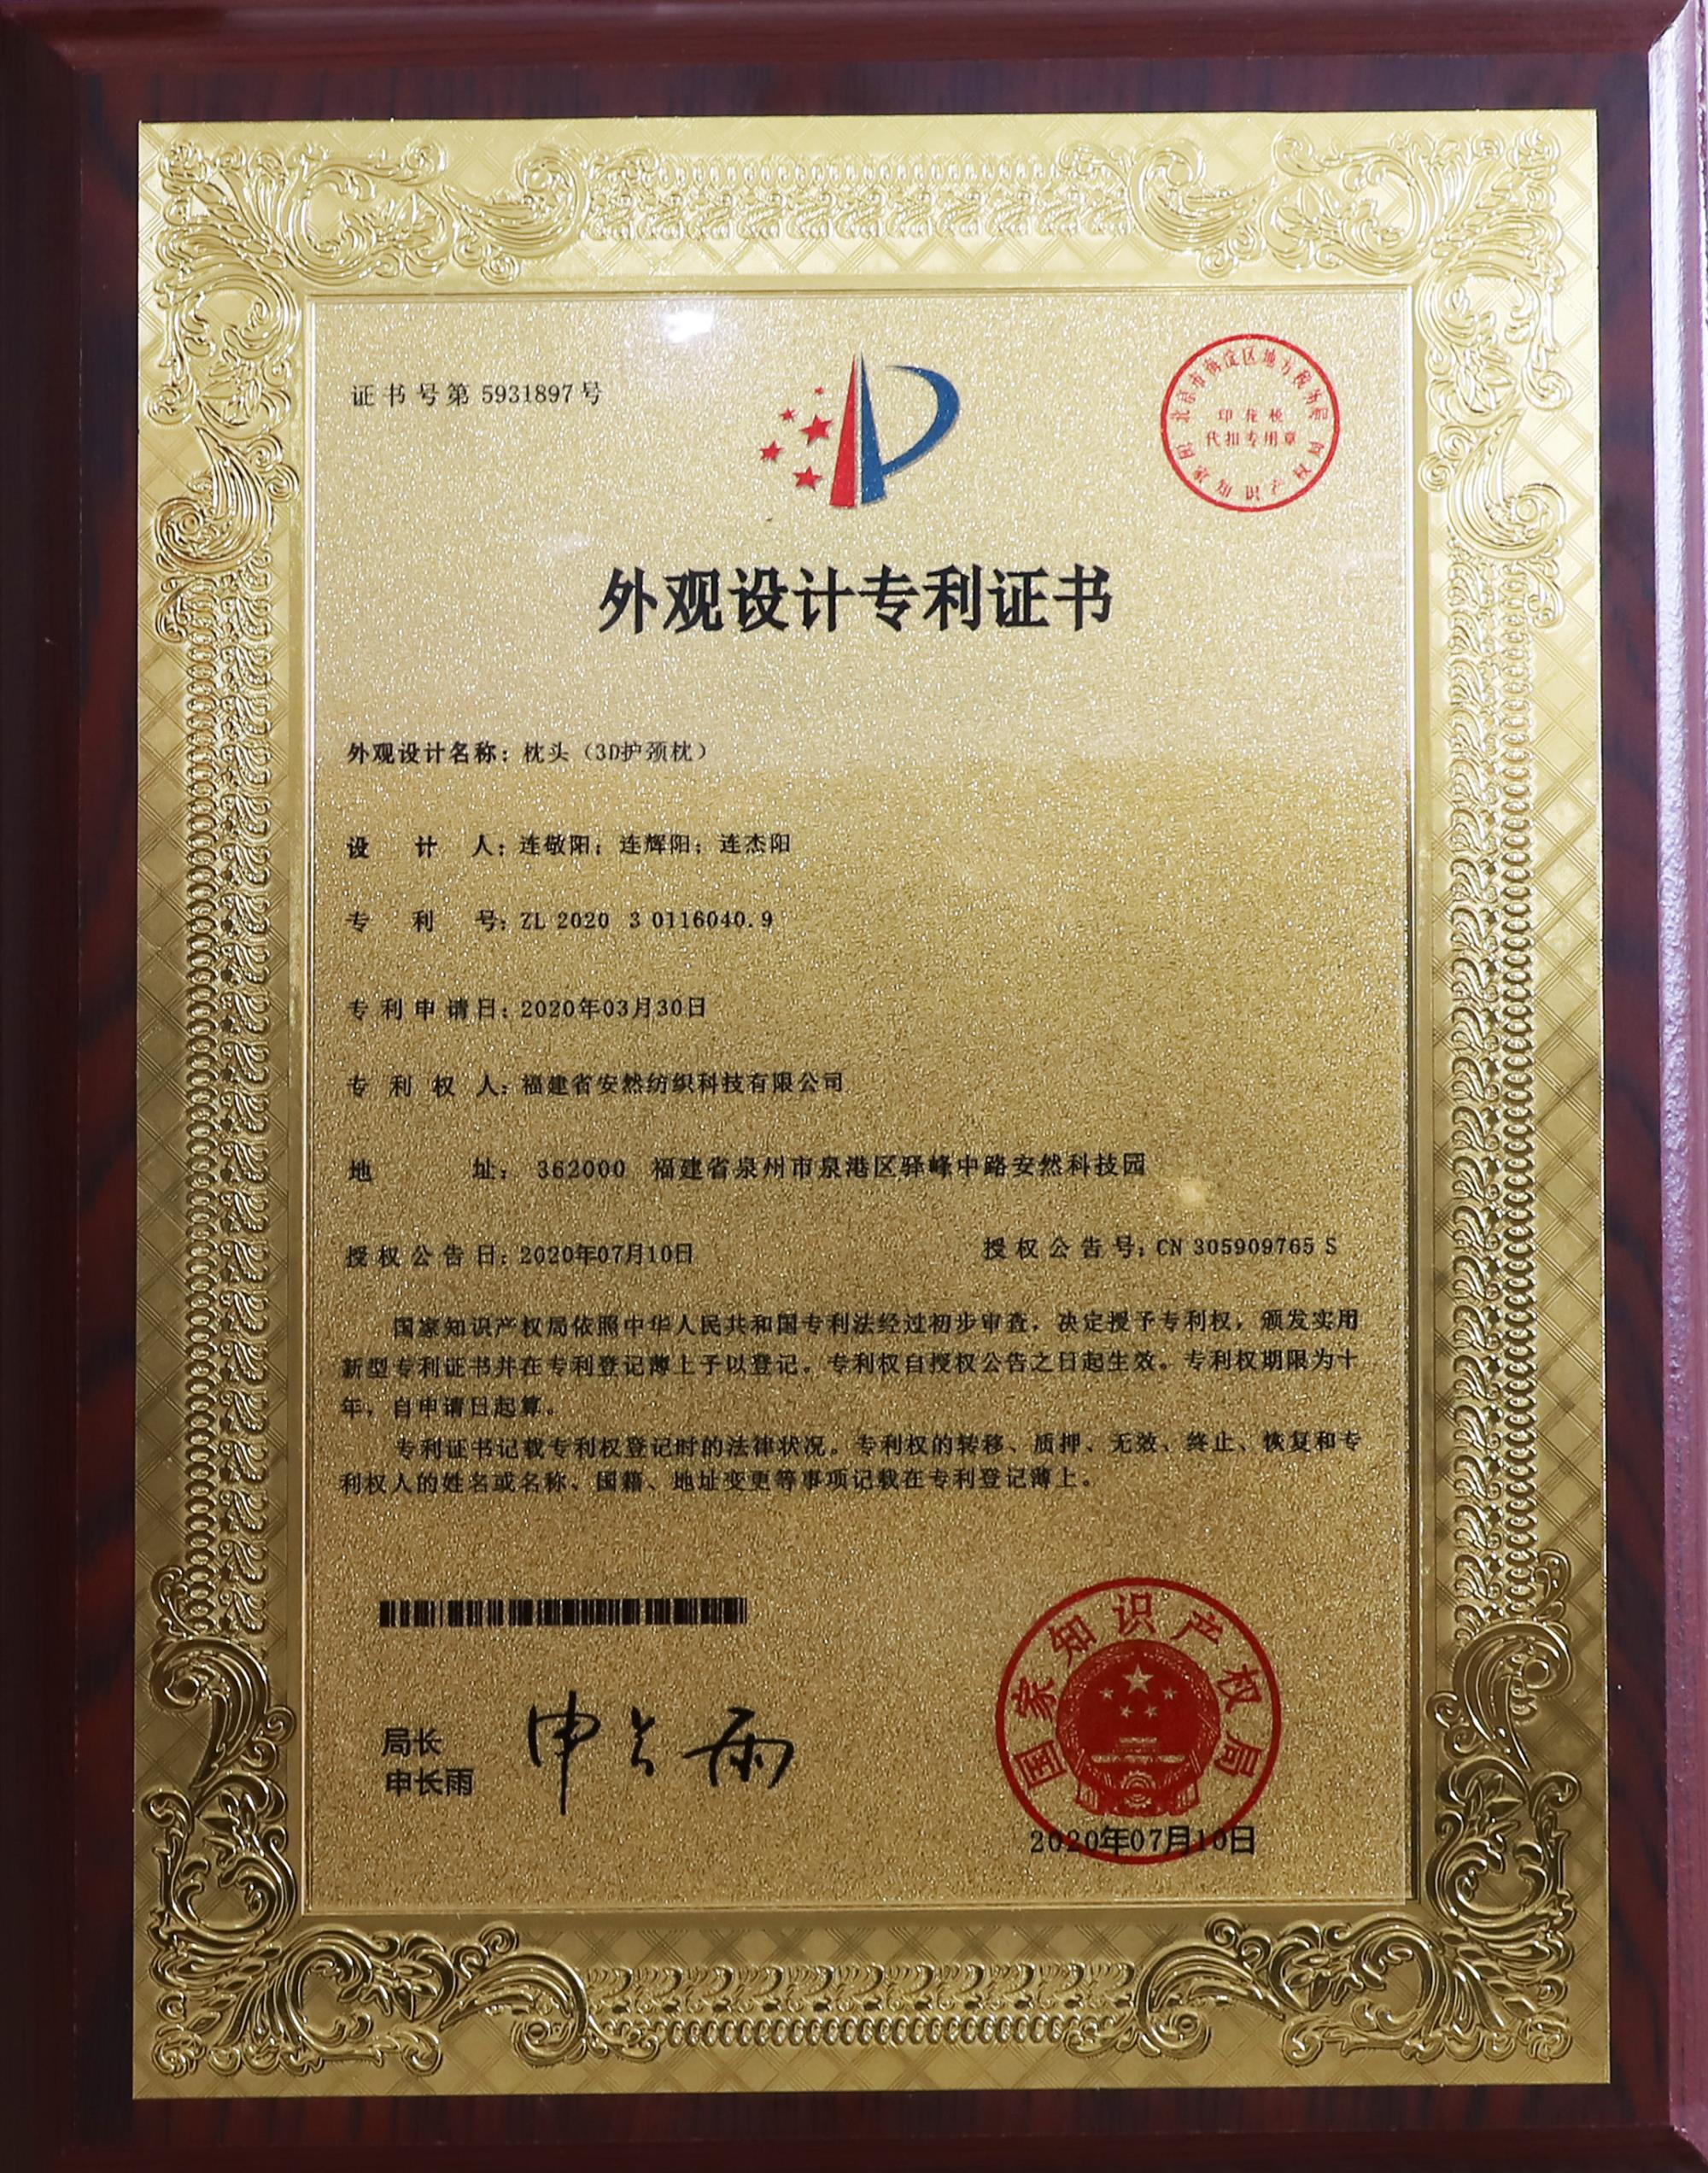 证书号第5931897号
印花税
代扣专用章
外观设计专利证书
外观设计名称：枕头（3D护颈枕）
设计人：连敬阳；连辉阳；连杰阳
专利号：ZL 2020 3 0116040.9
专利申请日：2020年03月30日
专利权人：福建省安然纺织科技有限公司
地址： 362000 福建省泉州市泉港区驿峰中路安然科技园
授权公告日：2020年07月10日 授权公告号：CN 305909765 S
国家知识产权局依照中华人民共和国专利法经过初步审查，决定授予专利权，颁发实用
新型专利证书并在专利登记薄上予以登记。专利权自授权公告之日起生效。专利权期限为十
年，自申请日起算。
专利证书记载专利权登记时的法律状况。专利权的转移、质押、无效、终止、恢复和专
利权人的姓名或名称、国籍、地址变更等事项记载在专利登记薄上。
局长
申长雨
申长雨
国家知识产权局
2020年07月10日